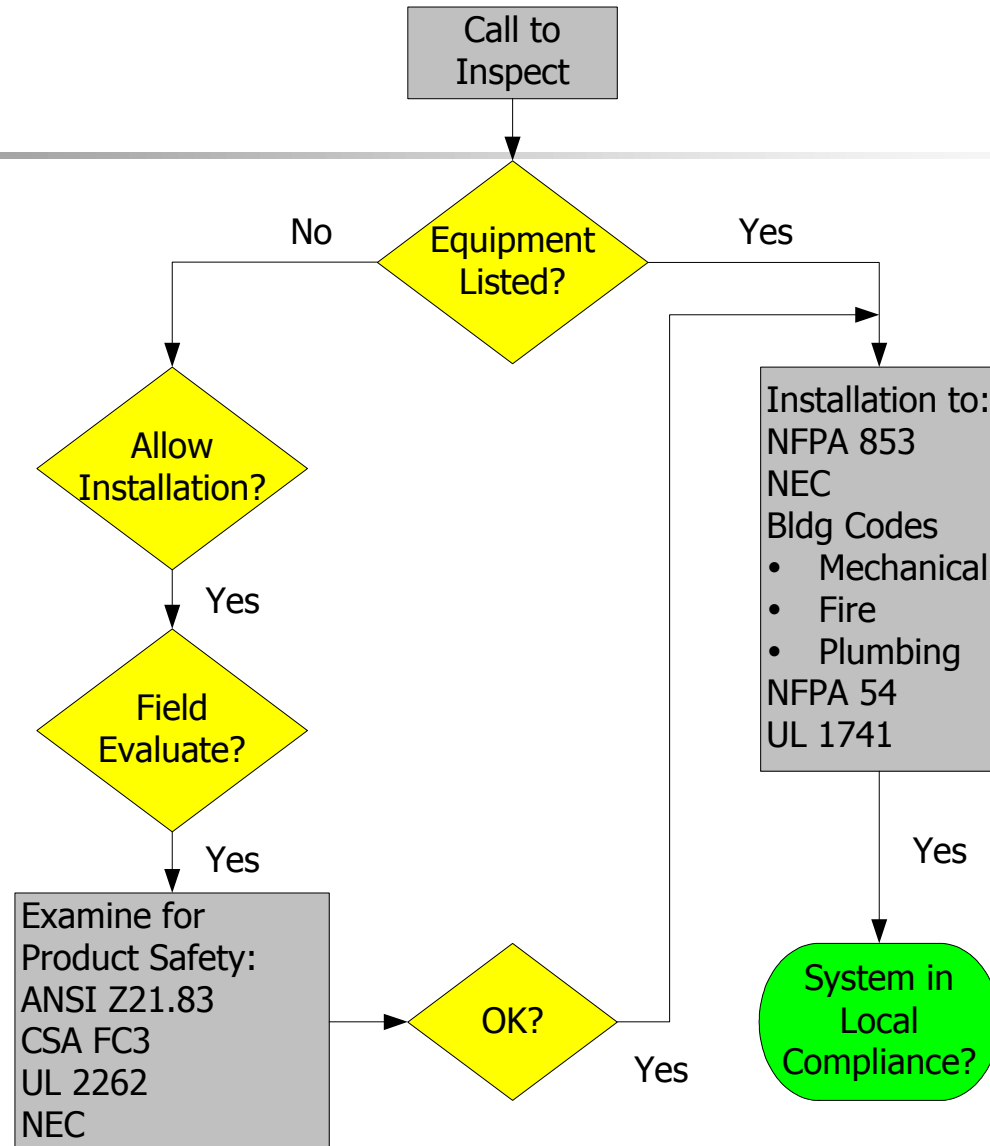 Call to
Inspect
No
Equipment
Listed?
Yes
Allow
Installation?
Yes
Field
Evaluate?
Yes
Examine for
Product Safety:
ANSI Z21.83
CSA FC3
UL 2262
NEC
OK?
Yes
Installation to:
NFPA 853
NEC
Bldg Codes
• Mechanical
• Fire
• Plumbing
NFPA 54
UL 1741
Yes
System in
Local
Compliance?